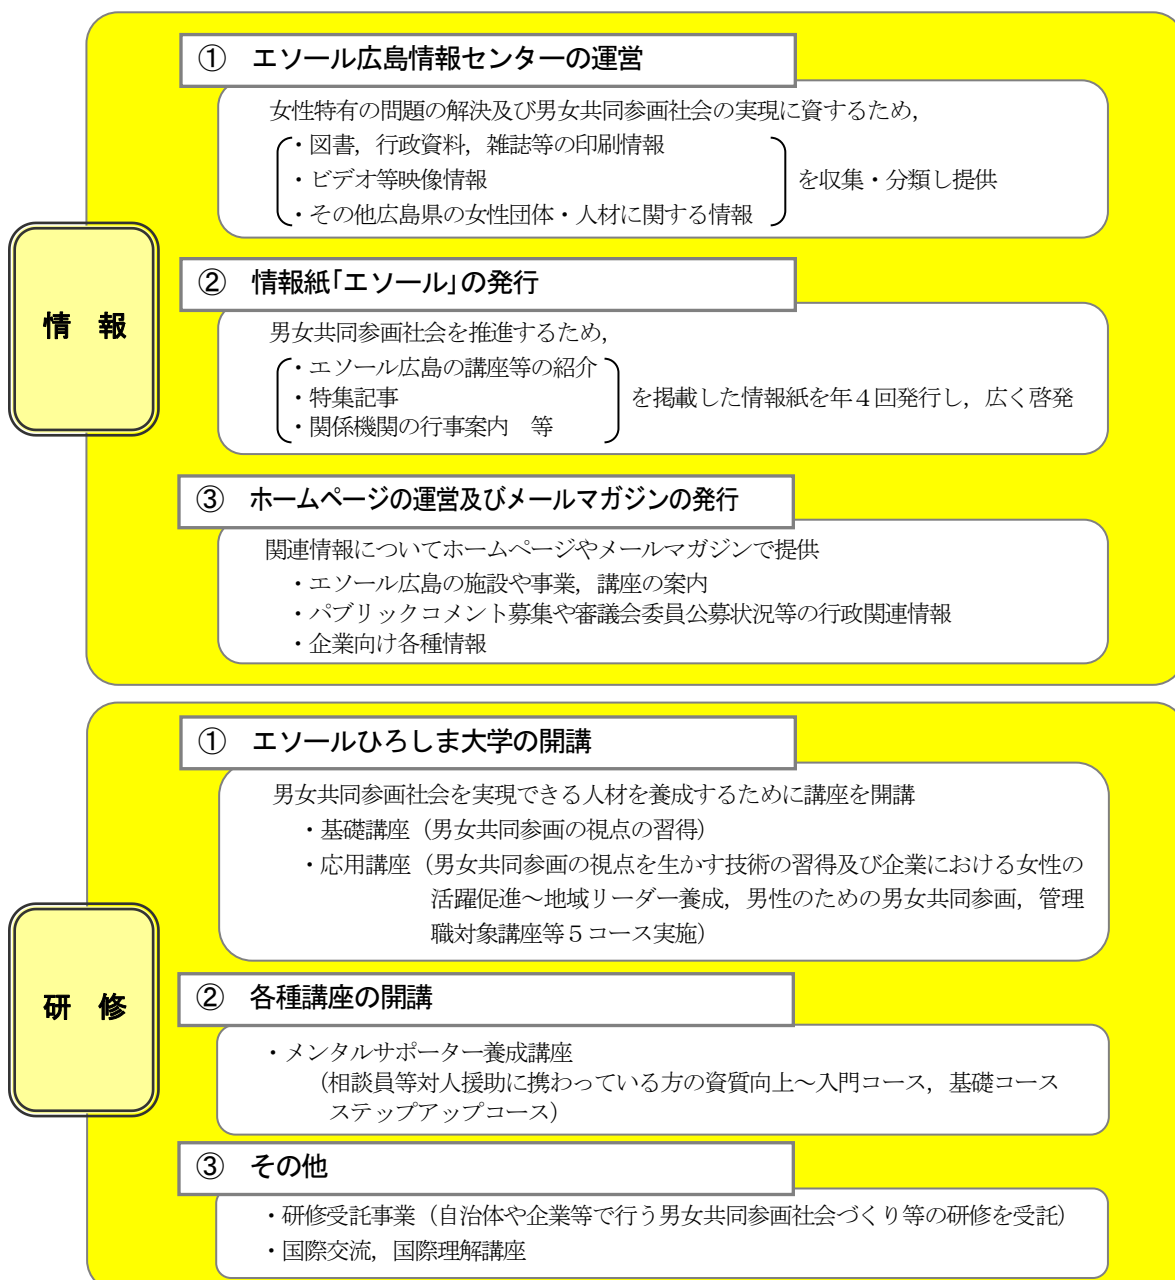 情 報
① エソール広島情報センターの運営
女性特有の問題の解決及び男女共同参画社会の実現に資するため，
・図書，行政資料，雑誌等の印刷情報
・ビデオ等映像情報
・その他広島県の女性団体・人材に関する情報
を収集・分類し提供
② 情報紙「エソール」の発行
男女共同参画社会を推進するため，
・エソール広島の講座等の紹介
・特集記事
・関係機関の行事案内 等
を掲載した情報紙を年４回発行し，広く啓発
③ ホームページの運営及びメールマガジンの発行
関連情報についてホームページやメールマガジンで提供
・エソール広島の施設や事業，講座の案内
・パブリックコメント募集や審議会委員公募状況等の行政関連情報
・企業向け各種情報
研 修
① エソールひろしま大学の開講
男女共同参画社会を実現できる人材を養成するために講座を開講
・基礎講座（男女共同参画の視点の習得）
・応用講座（男女共同参画の視点を生かす技術の習得及び企業における女性の
活躍促進～地域リーダー養成，男性のための男女共同参画，管理
職対象講座等５コース実施）
② 各種講座の開講
・メンタルサポーター養成講座
（相談員等対人援助に携わっている方の資質向上～入門コース，基礎コース
ステップアップコース）
③ その他
・研修受託事業（自治体や企業等で行う男女共同参画社会づくり等の研修を受託）
・国際交流，国際理解講座